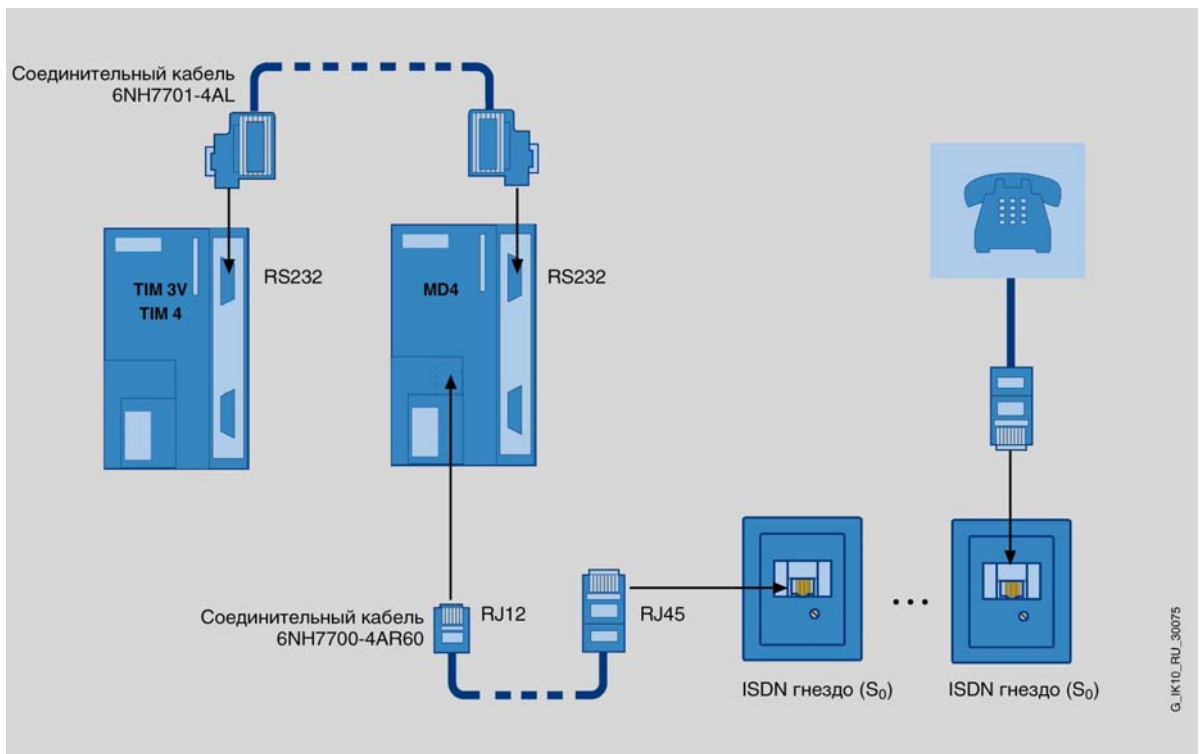 Соединительный кабель
6NH7701-4AL
TIM 3V
TIM 4
RS232
MD4
RS232
Соединительный кабель
6NH7700-4AR60
RJ12
RJ45
...
ISDN гнездо (S₀)
ISDN гнездо (S₀)
G_IK10_RU_30075